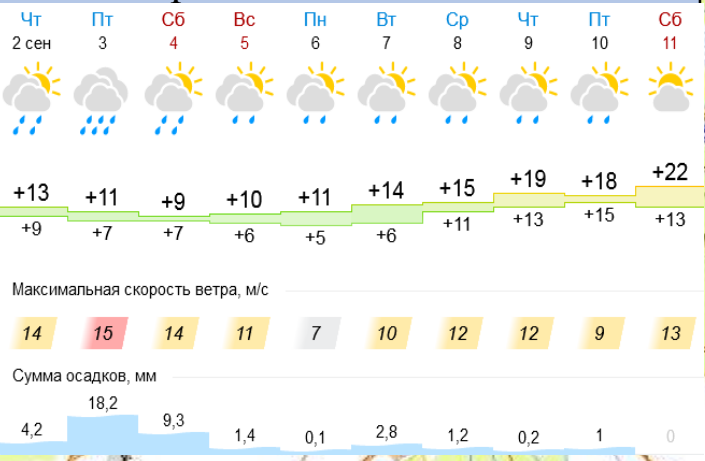 Чт Пт Сб Вс Пн Вт Ср Чт Пт Сб
2 сен 3 4 5 6 7 8 9 10 11
+13 +11 +9 +10 +11 +14 +15 +19 +18 +22
+9 +7 +7 +6 +5 +6 +11 +13 +15 +13
Максимальная скорость ветра, м/с
14 15 14 11 7 10 12 12 9 13
Сумма осадков, мм
4,2 18,2 9,3 1,4 0,1 2,8 1,2 0,2 1 0